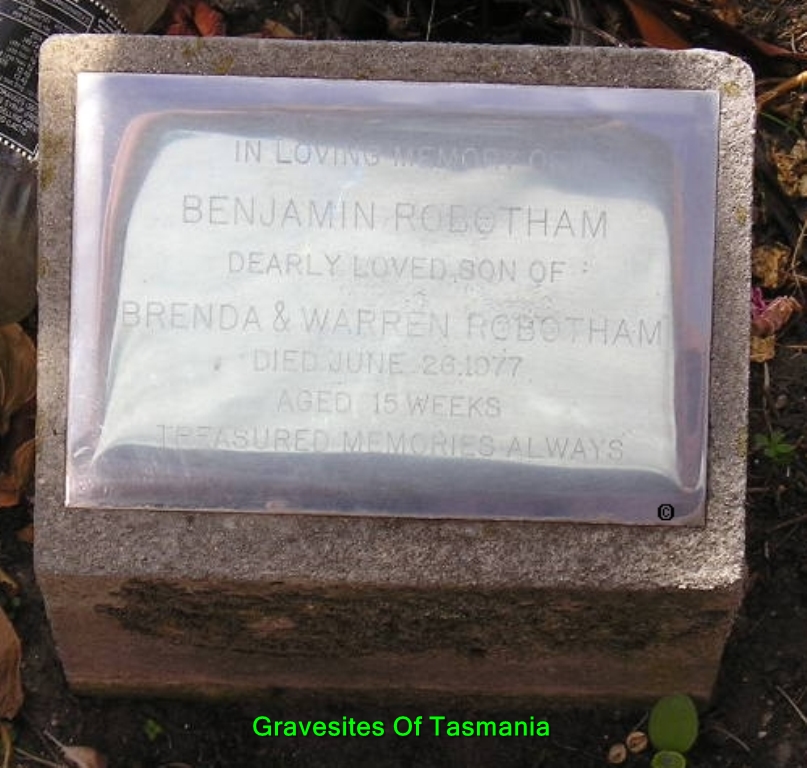 IN LOVING MEMORY OF
BENJAMIN ROBOTHAM
DEARLY LOVED SON OF
BRENDA & WARREN ROBOTHAM
DIED JUNE 26.1977
AGED 15 WEEKS
TREASURED MEMORIES ALWAYS
©
Gravesites Of Tasmania